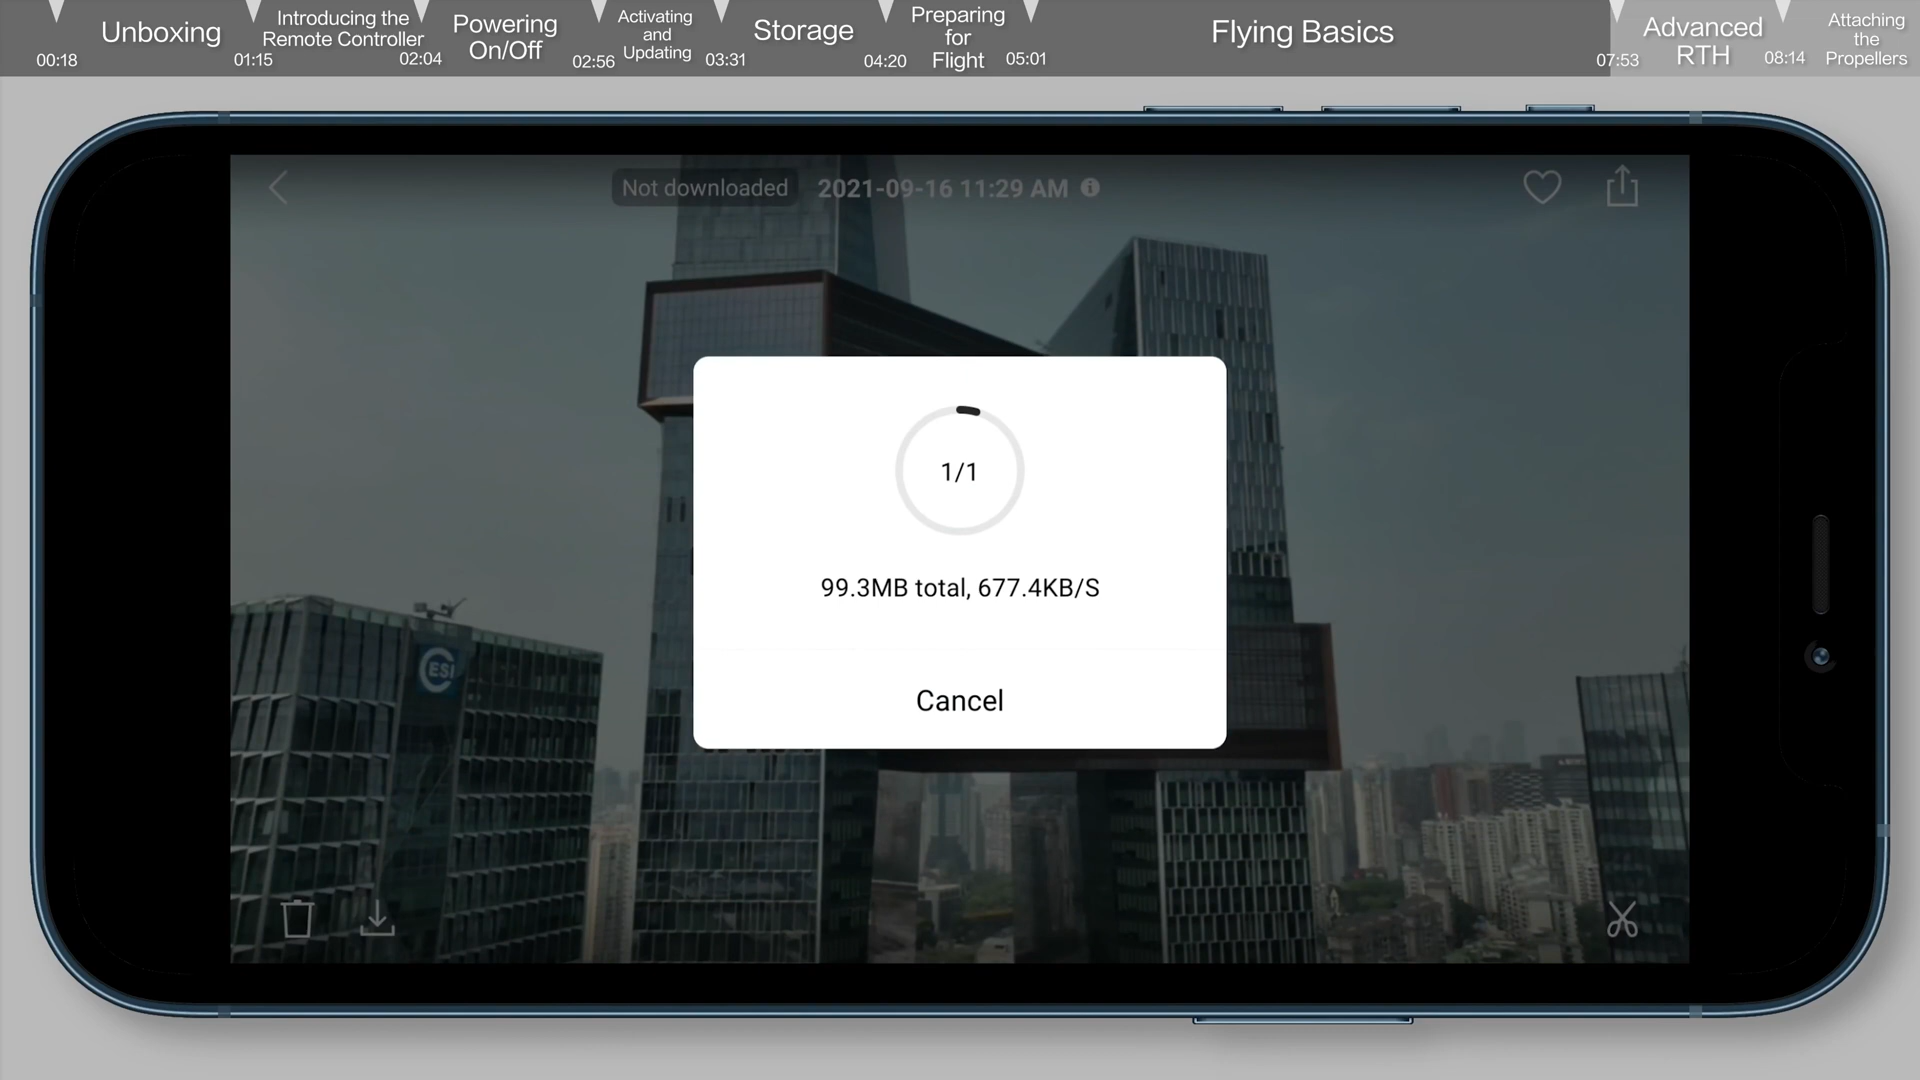 Unboxing
Introducing the
Remote Controller
Powering
On/Off
Activating
and
Updating
Storage
Preparing
for
Flight
Flying Basics
Advanced
RTH
Attaching
the
Propellers
00:18
01:15
02:04
02:56
03:31
04:20
05:01
07:53
08:14
Not downloaded
2021-09-16 11:29 AM
1/1
99.3MB total, 677.4KB/S
Cancel
CESI